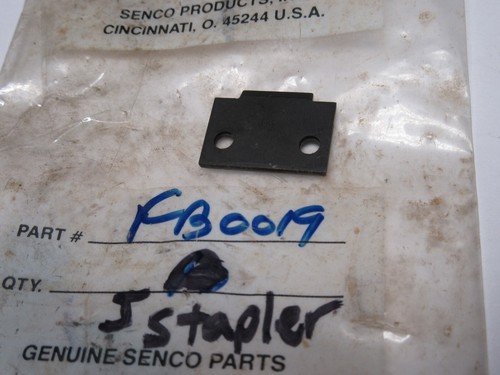 SENCO PRODUCTS,
CINCINNATI, O. 45244 U.S.A.
PART # FB0019
QTY.
J stapler
GENUINE SENCO PARTS